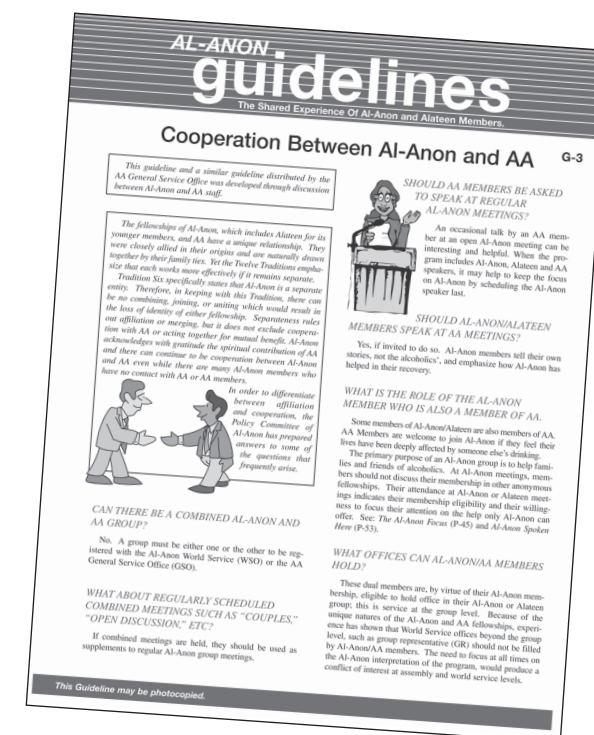 AL-ANON
guidelines
The Shared Experience Of Al-Anon and Alateen Members.
Cooperation Between Al-Anon and AA
G-3
This guideline and a similar guideline distributed by the
AA General Service Office was developed through discussion
between Al-Anon and AA staff.
The fellowships of Al-Anon, which includes Alateen for its
younger members, and AA have a unique relationship. They
were closely allied in their origins and are naturally drawn
together by their family ties. Yet the Twelve Traditions empha-
size that each works more effectively if it remains separate.
Tradition Six specifically states that Al-Anon is a separate
entity. Therefore, in keeping with this Tradition, there can
be no combining, joining, or uniting which would result in
the loss of identity of either fellowship. Separateness rules
out affiliation or merging, but it does not exclude coopera-
tion with AA or acting together for mutual benefit. Al-Anon
acknowledges with gratitude the spiritual contribution of AA
and there can continue to be cooperation between Al-Anon
and AA even while there are many Al-Anon members who
have no contact with AA or AA members.
In order to differentiate
between affiliation
and cooperation, the
Policy Committee of
Al-Anon has prepared
answers to some of
the questions that
frequently arise.
CAN THERE BE A COMBINED AL-ANON AND
AA GROUP?
No. A group must be either one or the other to be reg-
istered with the Al-Anon World Service (WSO) or the AA
General Service Office (GSO).
WHAT ABOUT REGULARLY SCHEDULED
COMBINED MEETINGS SUCH AS “COUPLES,”
“OPEN DISCUSSION,” ETC?
If combined meetings are held, they should be used as
supplements to regular Al-Anon group meetings.
SHOULD AA MEMBERS BE ASKED
TO SPEAK AT REGULAR
AL-ANON MEETINGS?
An occasional talk by an AA mem-
ber at an open Al-Anon meeting can be
interesting and helpful. When the pro-
gram includes Al-Anon, Alateen and AA
speakers, it may help to keep the focus
on Al-Anon by scheduling the Al-Anon
speaker last.
SHOULD AL-ANON/ALATEEN
MEMBERS SPEAK AT AA MEETINGS?
Yes, if invited to do so. Al-Anon members tell their own
stories, not the alcoholics’, and emphasize how Al-Anon has
helped in their recovery.
WHAT IS THE ROLE OF THE AL-ANON
MEMBER WHO IS ALSO A MEMBER OF AA.
Some members of Al-Anon/Alateen are also members of AA.
AA Members are welcome to join Al-Anon if they feel their
lives have been deeply affected by someone else’s drinking.
The primary purpose of an Al-Anon group is to help fami-
lies and friends of alcoholics. At Al-Anon meetings, mem-
bers should not discuss their membership in other anonymous
fellowships. Their attendance at Al-Anon or Alateen meet-
ings indicates their membership eligibility and their willing-
ness to focus their attention on the help only Al-Anon can
offer. See: The Al-Anon Focus (P-45) and Al-Anon Spoken
Here (P-53).
WHAT OFFICES CAN AL-ANON/AA MEMBERS
HOLD?
These dual members are, by virtue of their Al-Anon mem-
bership, eligible to hold office in their Al-Anon or Alateen
group; this is service at the group level. Because of the
unique natures of the Al-Anon and AA fellowships, experi-
ence has shown that World Service offices beyond the group
level, such as group representative (GR) should not be filled
by Al-Anon/AA members. The need to focus at all times on
the Al-Anon interpretation of the program, would produce a
conflict of interest at assembly and world service levels.
This Guideline may be photocopied.